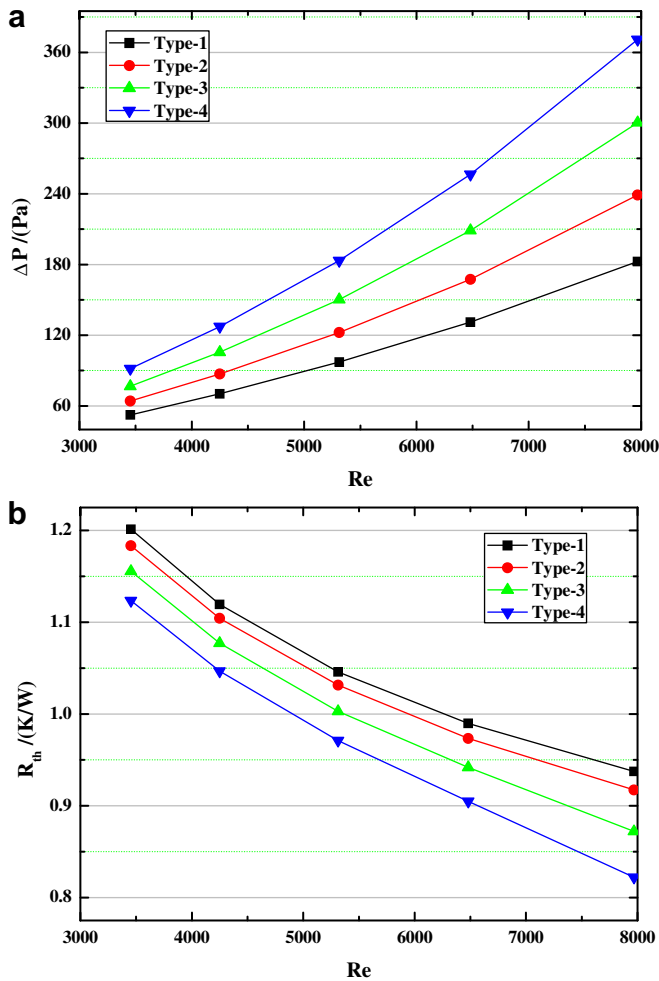 a
Type-1
Type-2
Type-3
Type-4
360
300
240
180
120
60
ΔP /(Pa)
3000 4000 5000 6000 7000 8000
Re
b
Type-1
Type-2
Type-3
Type-4
1.2
1.1
1.0
0.9
0.8
R_th /(K/W)
3000 4000 5000 6000 7000 8000
Re